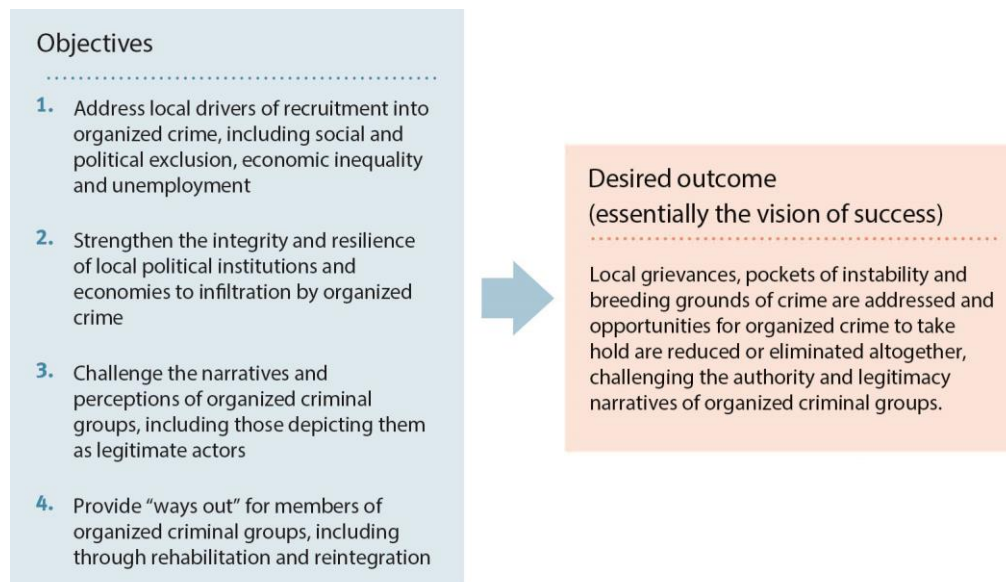 Objectives
1. Address local drivers of recruitment into
organized crime, including social and
political exclusion, economic inequality
and unemployment
2. Strengthen the integrity and resilience
of local political institutions and
economies to infiltration by organized
crime
3. Challenge the narratives and
perceptions of organized criminal
groups, including those depicting them
as legitimate actors
4. Provide “ways out” for members of
organized criminal groups, including
through rehabilitation and reintegration
Desired outcome
(essentially the vision of success)
Local grievances, pockets of instability and
breeding grounds of crime are addressed and
opportunities for organized crime to take
hold are reduced or eliminated altogether,
challenging the authority and legitimacy
narratives of organized criminal groups.